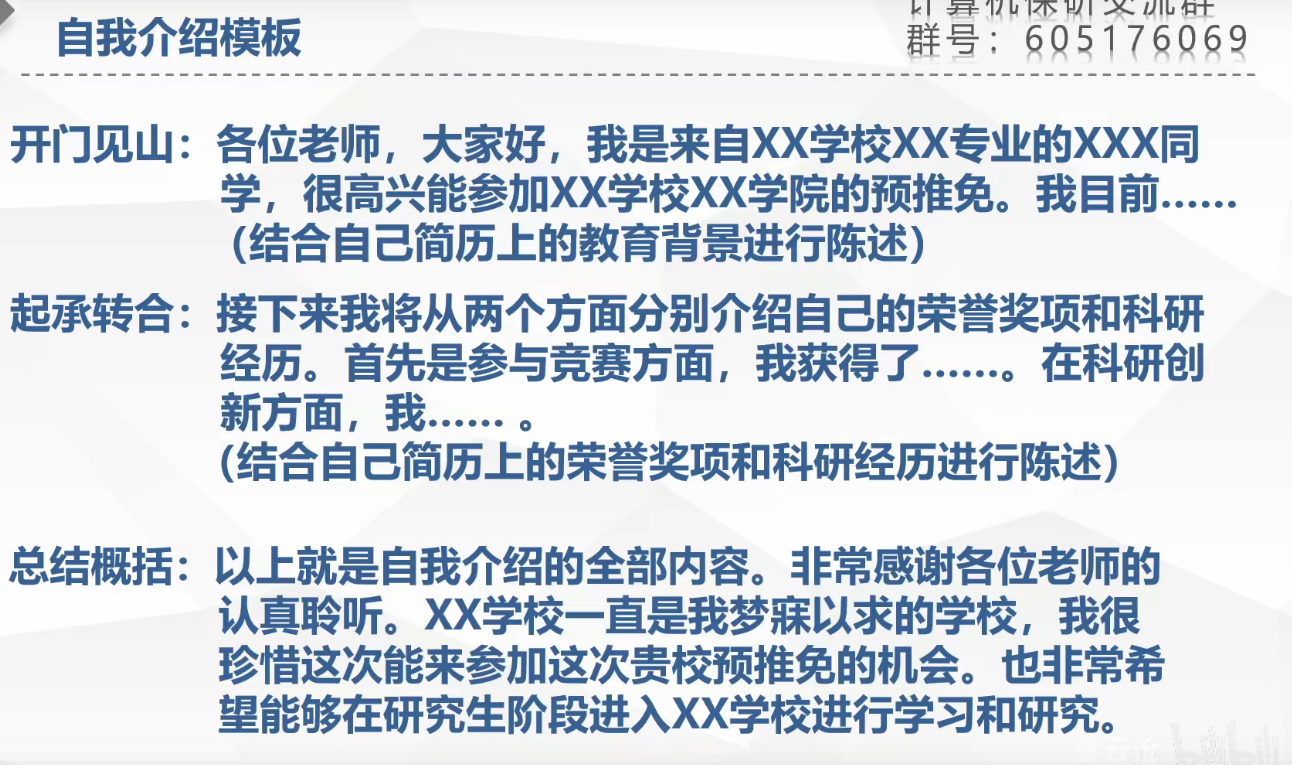 自我介绍模板
计算机保研交流群
群号：605176069
开门见山：各位老师，大家好，我是来自XX学校XX专业的XXX同
学，很高兴能参加XX学校XX学院的预推免。我目前……
（结合自己简历上的教育背景进行陈述）
起承转合：接下来我将从两个方面分别介绍自己的荣誉奖项和科研
经历。首先是参与竞赛方面，我获得了……。在科研创
新方面，我…… 。
（结合自己简历上的荣誉奖项和科研经历进行陈述）
总结概括：以上就是自我介绍的全部内容。非常感谢各位老师的
认真聆听。XX学校一直是我梦寐以求的学校，我很
珍惜这次能来参加这次贵校预推免的机会。也非常希
望能够在研究生阶段进入XX学校进行学习和研究。
bilibili